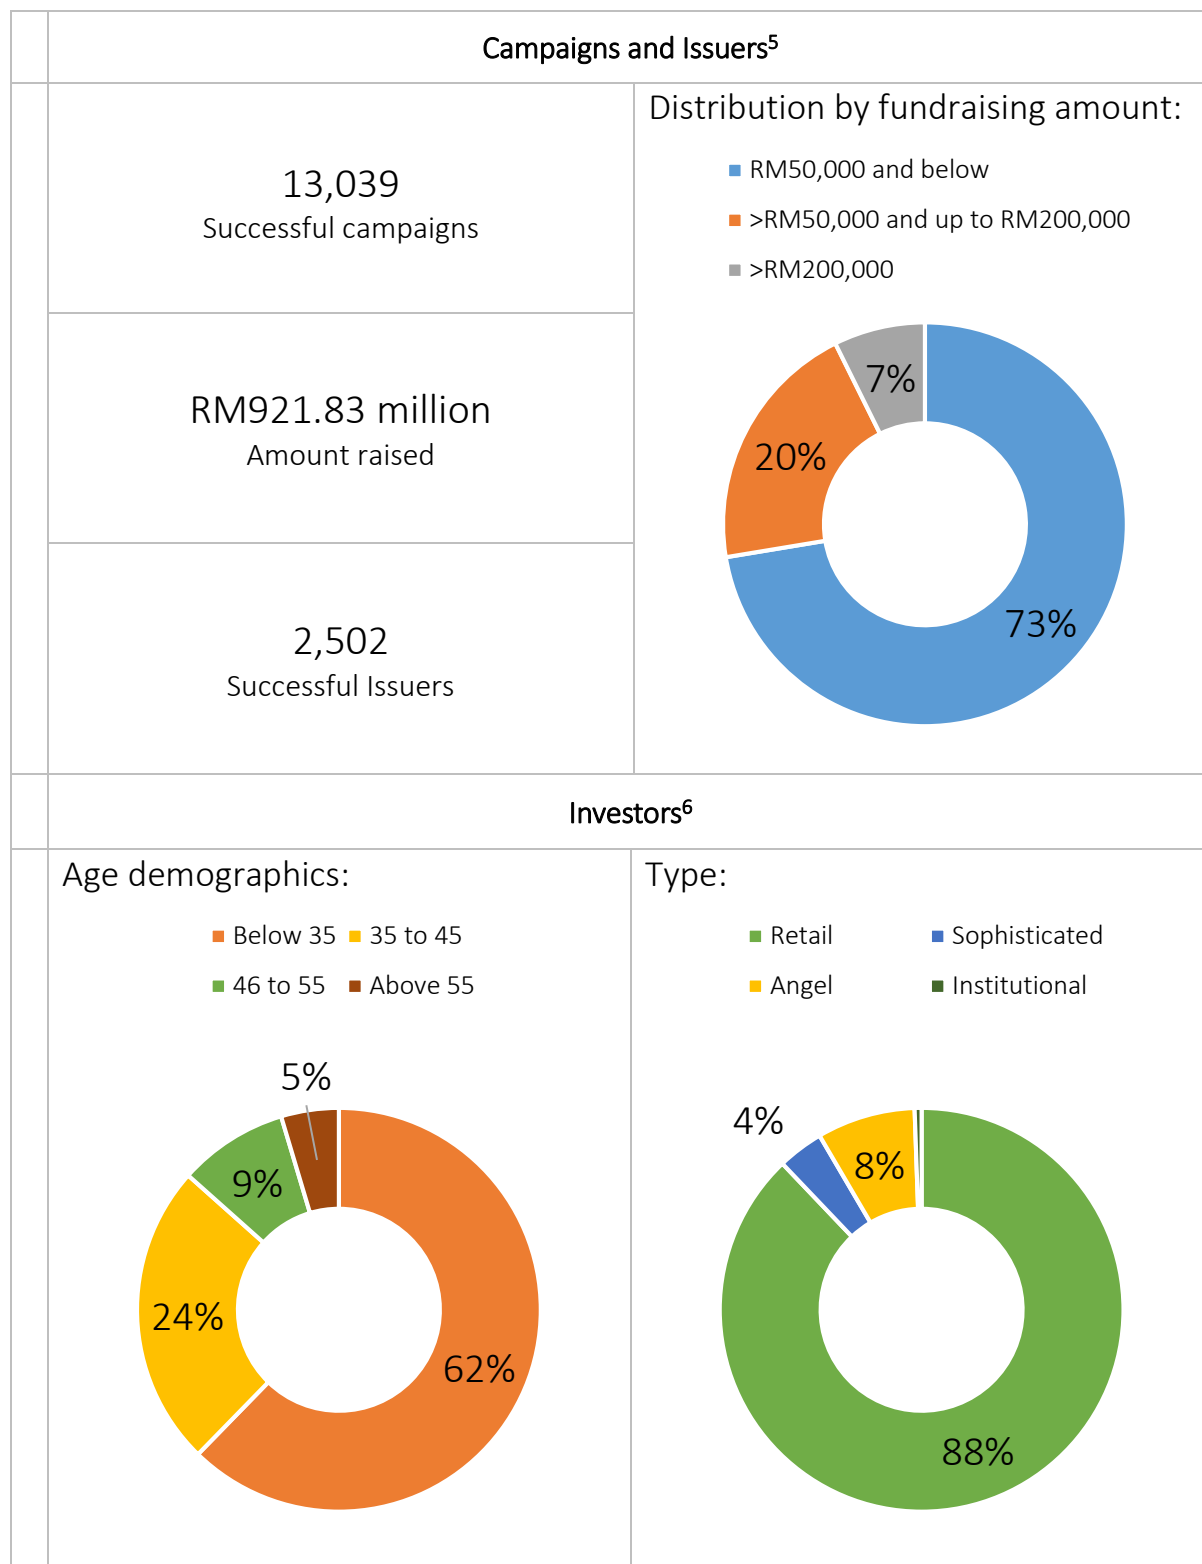 Campaigns and Issuers5
13,039
Successful campaigns
RM921.83 million
Amount raised
2,502
Successful Issuers
Distribution by fundraising amount:
RM50,000 and below
>RM50,000 and up to RM200,000
>RM200,000
7%
20%
73%
Investors6
Age demographics:
Below 35 35 to 45
46 to 55 Above 55
5%
9%
24%
62%
Type:
Retail Sophisticated
Angel Institutional
4%
8%
88%